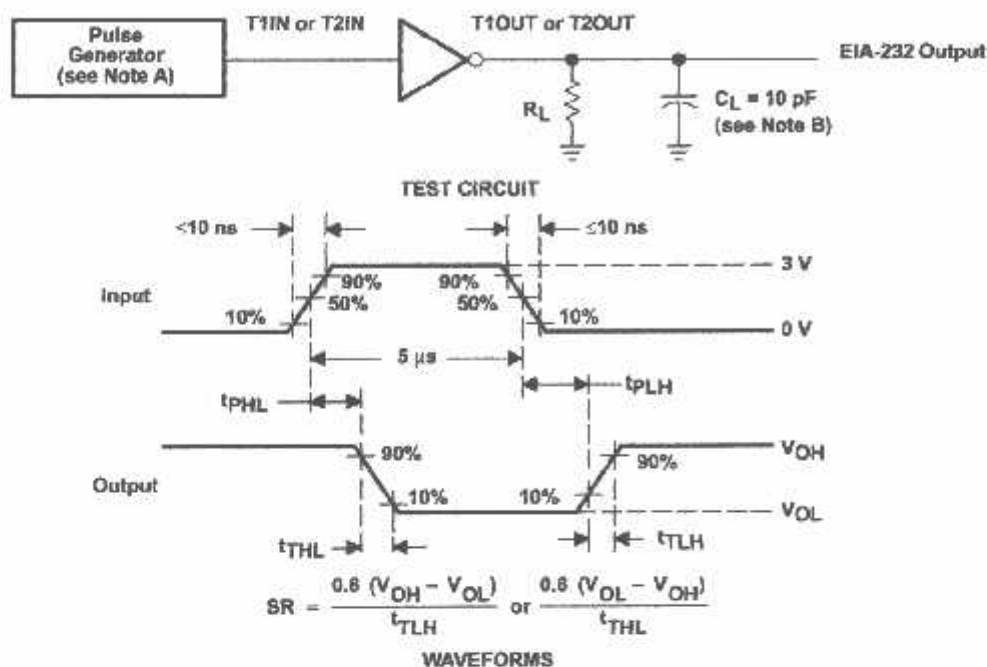 T1IN or T2IN
T1OUT or T2OUT
Pulse
Generator
(see Note A)
EIA-232 Output
RL
CL = 10 pF
(see Note B)
TEST CIRCUIT
<10 ns
≤10 ns
3 V
90%
90%
Input
50%
50%
10%
10%
0 V
5 µs
tPHL
tPLH
VOH
90%
90%
Output
10%
10%
VOL
tTHL
tTLH
SR = 0.6 (VOH – VOL) / tTLH or 0.6 (VOL – VOH) / tTHL
WAVEFORMS